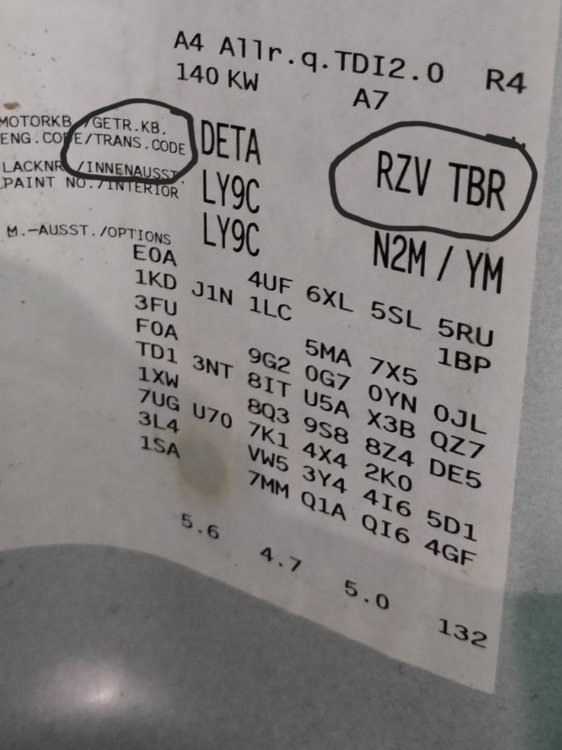 A4 Allr.q.TDI2.0 R4
140 KW A7
MOTORKB./GETR.KB.
ENG.CODE/TRANS.CODE DETA RZV TBR
LACKNR./INNENAUSST.
PAINT NO./INTERIOR LY9C
LY9C N2M / YM
M.-AUSST./OPTIONS
E0A 4UF 6XL 5SL 5RU
1KD J1N 1LC 1BP
3FU 5MA 7X5
F0A 9G2 0G7 0YN 0JL
TD1 3NT 8IT U5A X3B QZ7
1XW 8Q3 9S8 8Z4 DE5
7UG U70 7K1 4X4 2K0
3L4 VW5 3Y4 4I6 5D1
1SA 7MM Q1A QI6 4GF
5.6 4.7 5.0 132